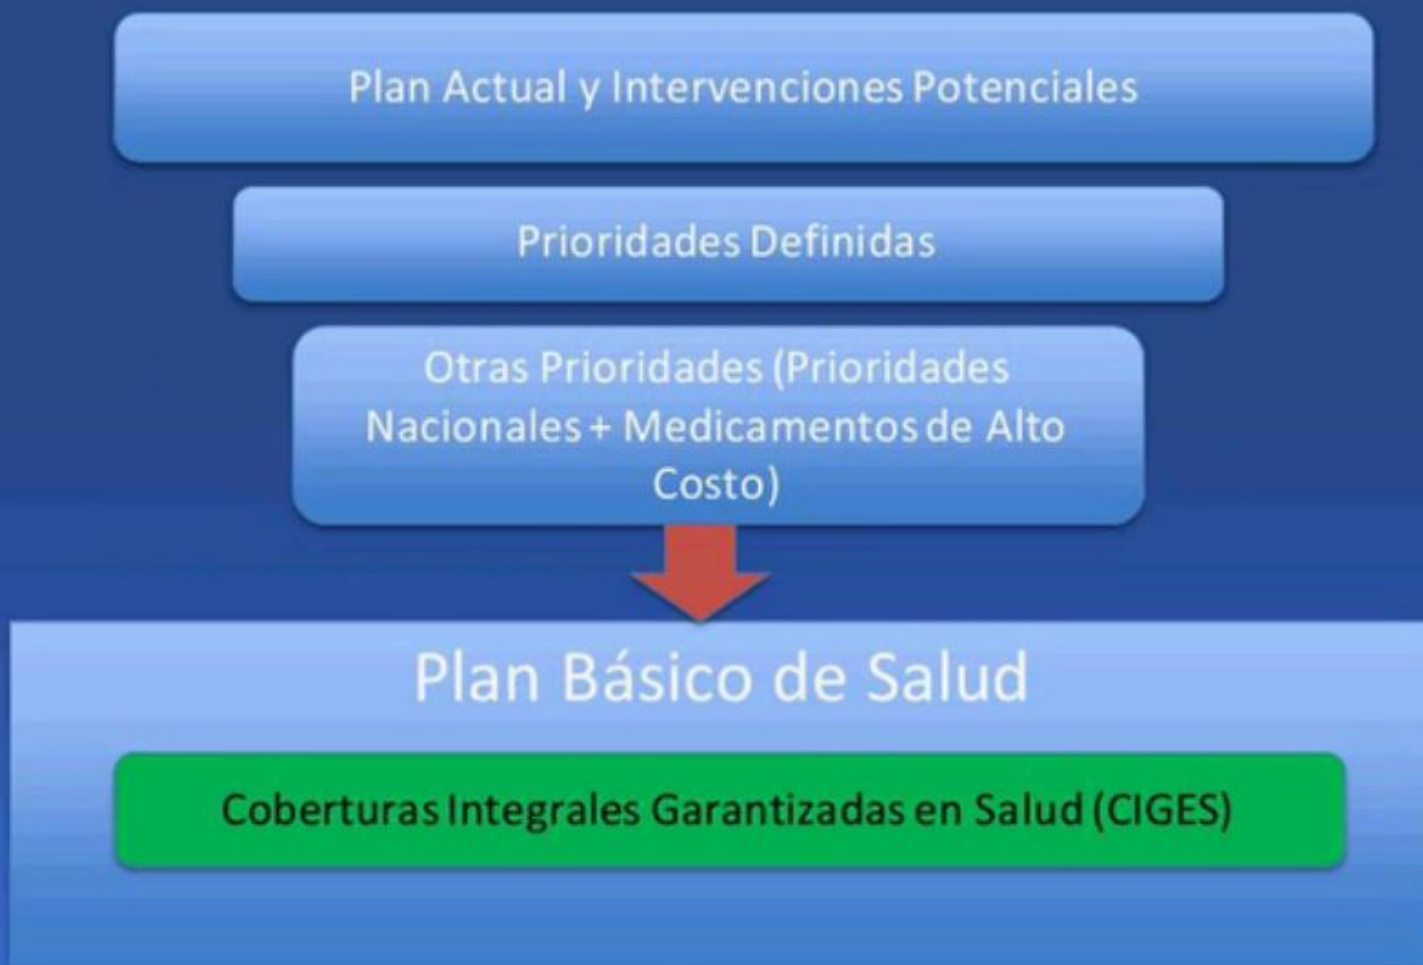 Plan Actual y Intervenciones Potenciales
Prioridades Definidas
Otras Prioridades (Prioridades
Nacionales + Medicamentos de Alto
Costo)
Plan Básico de Salud
Coberturas Integrales Garantizadas en Salud (CIGES)